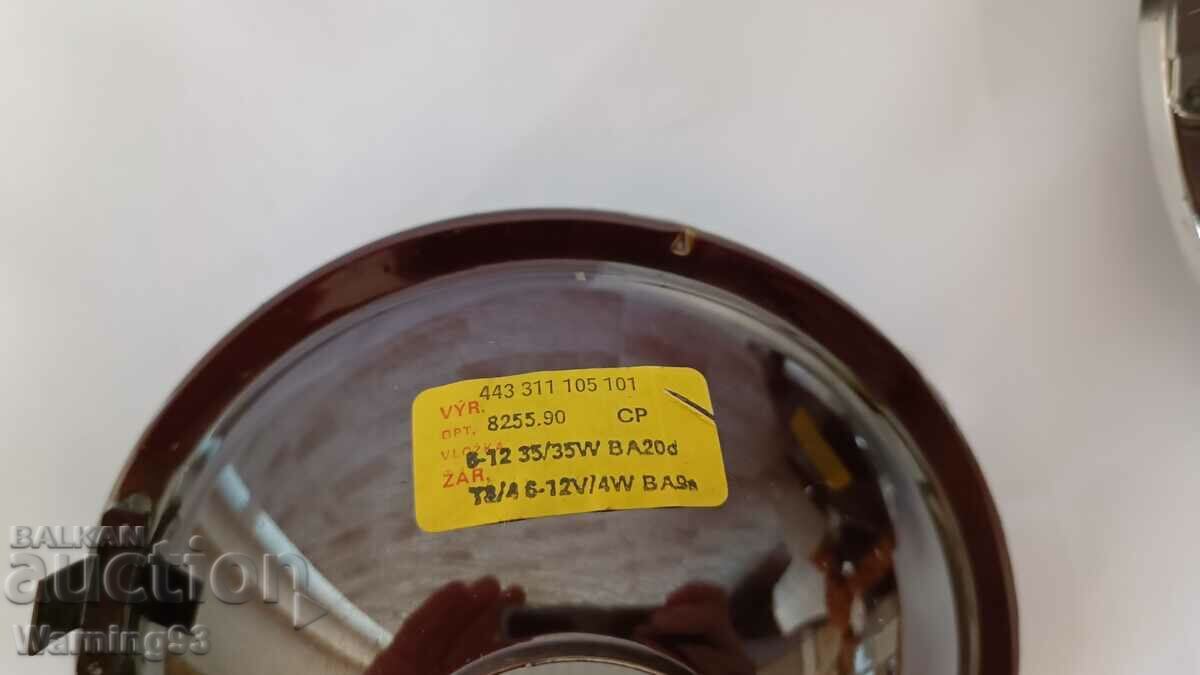 443 311 105 101
VÝR.
8255.90 CP
OPT.
VLOŽKA
6-12 35/35W BA20d
ŽÁR.
T8/4 6-12V/4W BA9s
BALKAN
auction
Warning93